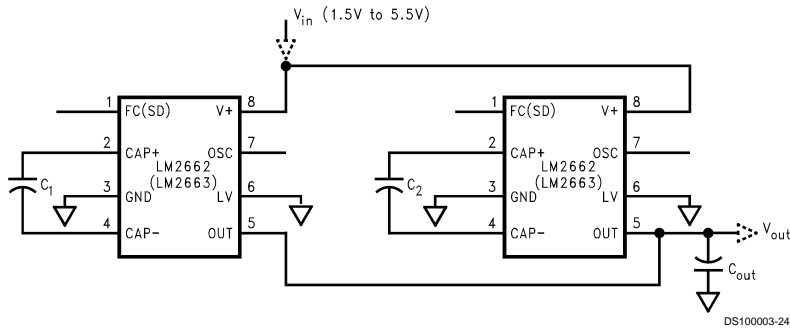 V_in (1.5V to 5.5V)
1 FC(SD) V+ 8
2 CAP+ OSC 7
LM2662
(LM2663)
3 GND LV 6
4 CAP- OUT 5
C_1
1 FC(SD) V+ 8
2 CAP+ OSC 7
LM2662
(LM2663)
3 GND LV 6
4 CAP- OUT 5
C_2
V_out
C_out
DS100003-24